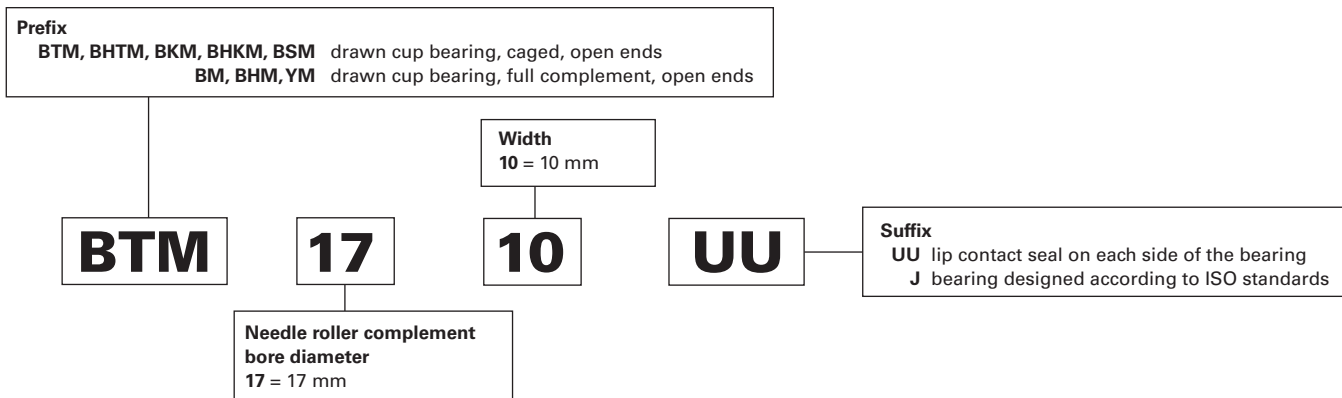 Prefix
BTM, BHTM, BKM, BHKM, BSM drawn cup bearing, caged, open ends
BM, BHM, YM drawn cup bearing, full complement, open ends
Width
10 = 10 mm
BTM 17 10 UU
Suffix
UU lip contact seal on each side of the bearing
J bearing designed according to ISO standards
Needle roller complement
bore diameter
17 = 17 mm